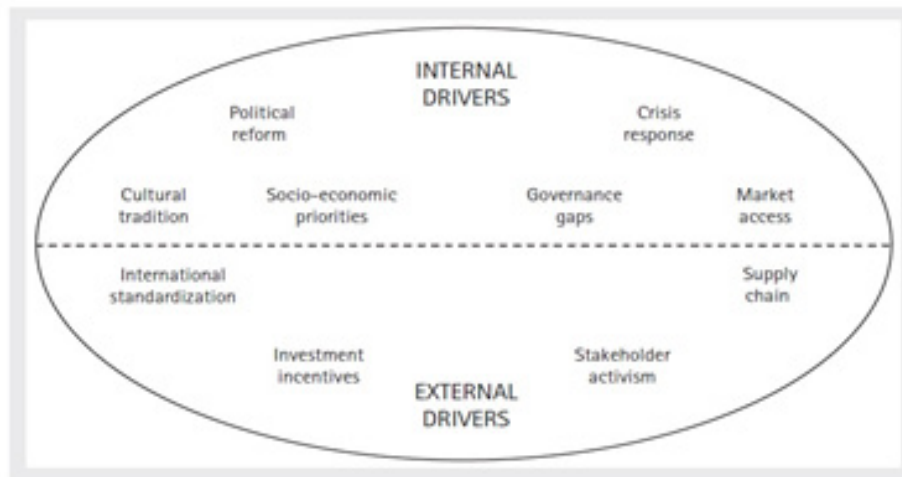 INTERNAL
DRIVERS
Political
reform
Crisis
response
Cultural
tradition
Socio-economic
priorities
Governance
gaps
Market
access
International
standardization
Supply
chain
Investment
incentives
Stakeholder
activism
EXTERNAL
DRIVERS